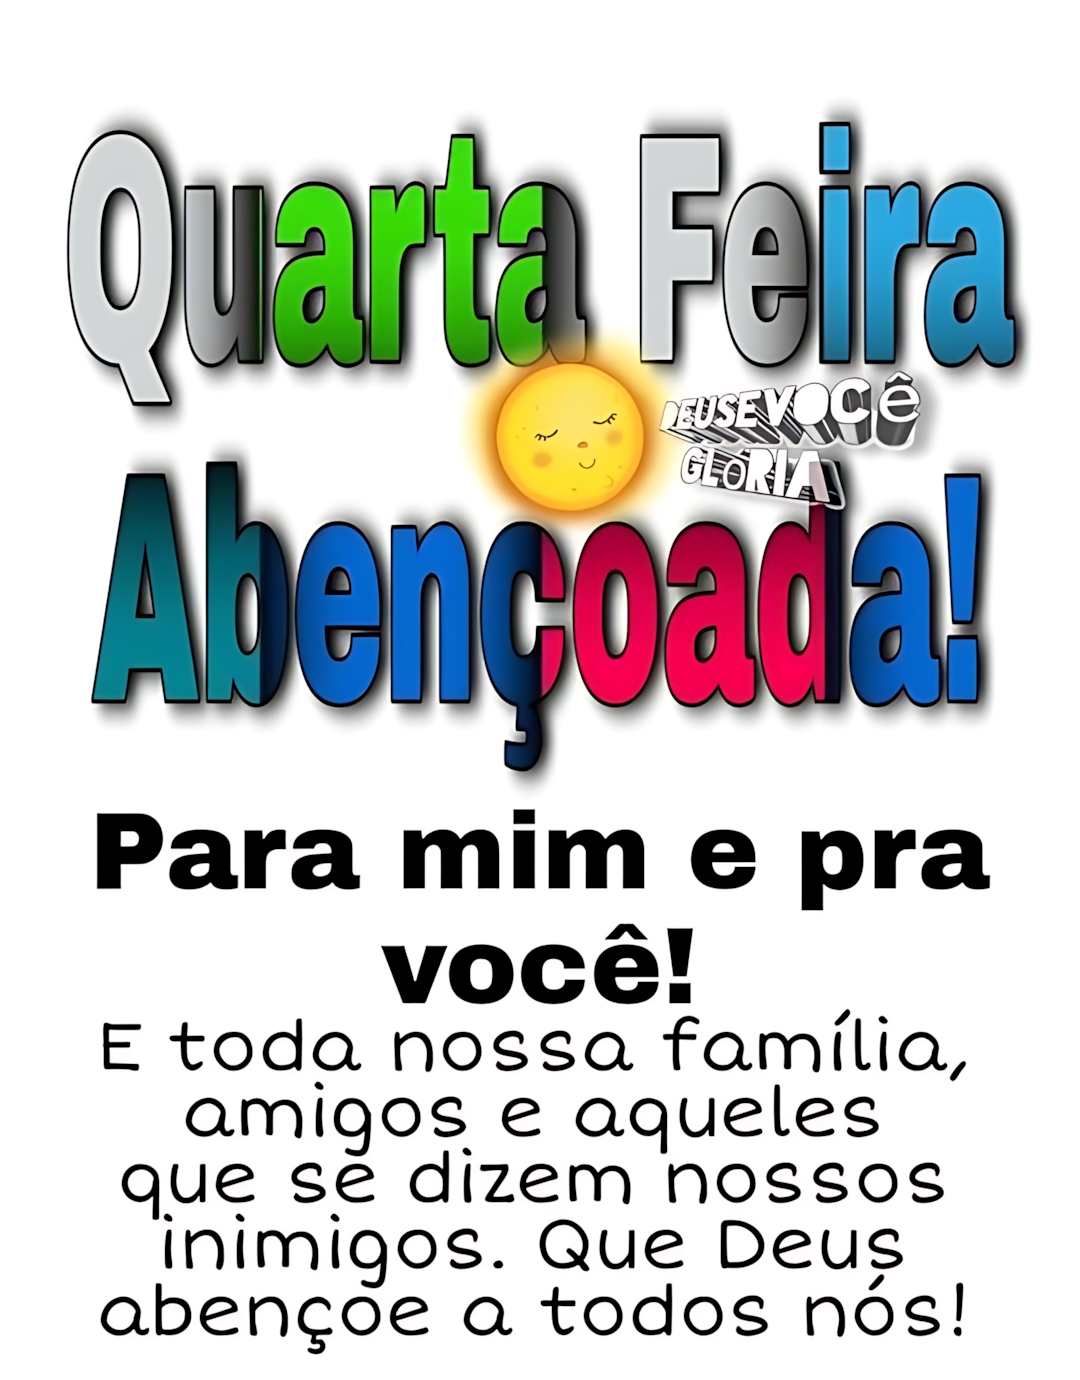 Quarta Feira
DEUSEVOCÊ
GLÓRIA
Abençoada!
Para mim e pra
você!
E toda nossa família,
amigos e aqueles
que se dizem nossos
inimigos. Que Deus
abençoe a todos nós!